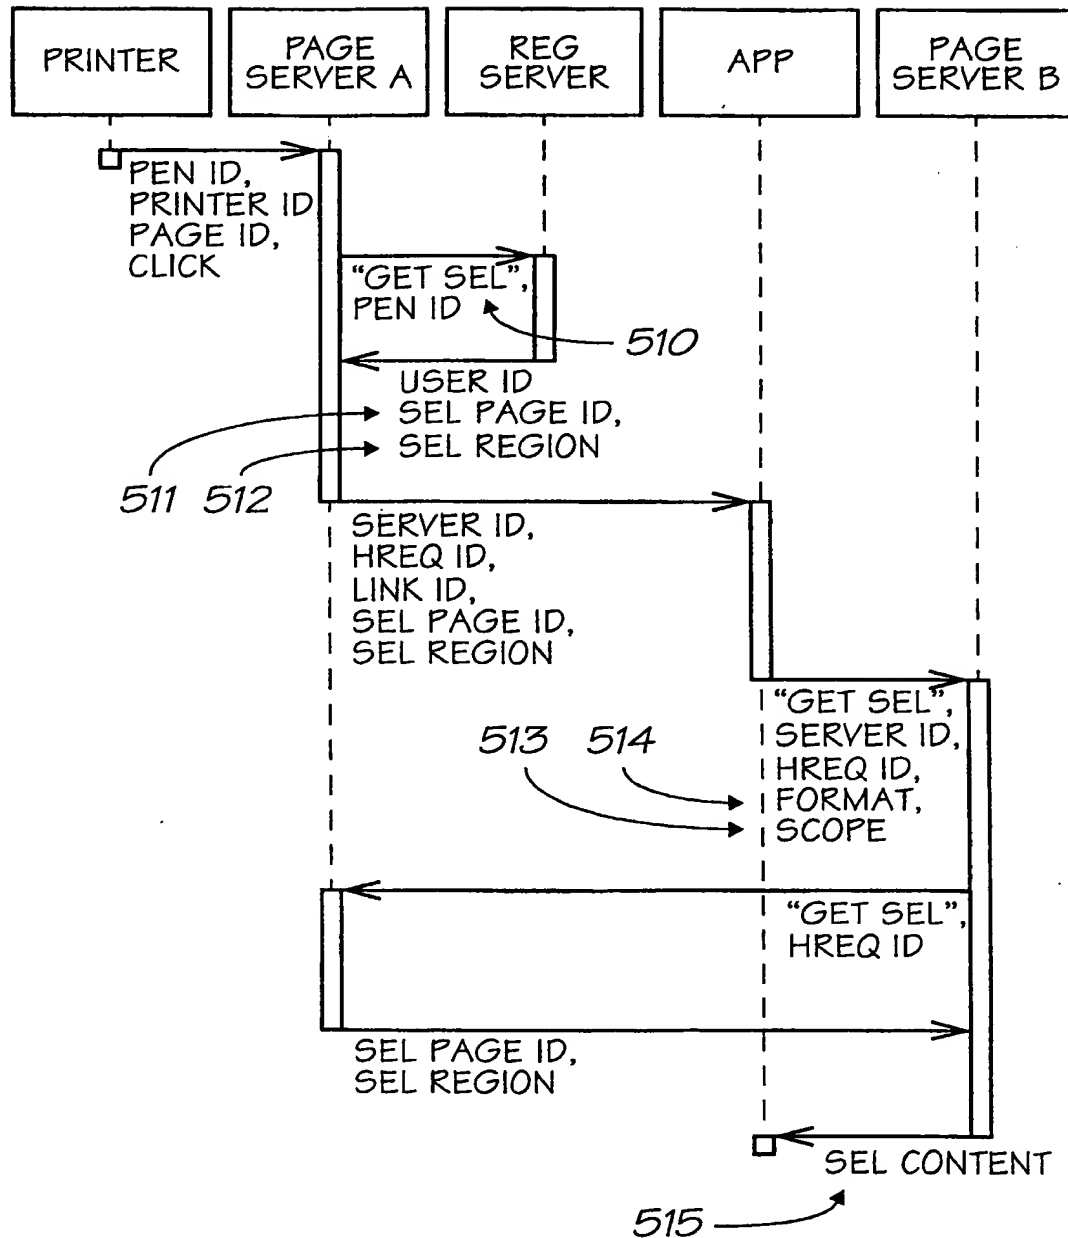 PRINTER
PAGE
SERVER A
REG
SERVER
APP
PAGE
SERVER B
PEN ID,
PRINTER ID
PAGE ID,
CLICK
“GET SEL”,
PEN ID
510
USER ID
SEL PAGE ID,
SEL REGION
511
512
SERVER ID,
HREQ ID,
LINK ID,
SEL PAGE ID,
SEL REGION
“GET SEL”,
SERVER ID,
HREQ ID,
FORMAT,
SCOPE
513
514
“GET SEL”,
HREQ ID
SEL PAGE ID,
SEL REGION
SEL CONTENT
515